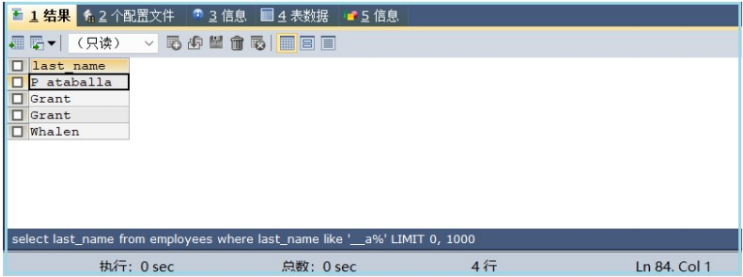 1 结果 2 个配置文件 3 信息 4 表数据 5 信息
（只读）
last_name
P ataballa
Grant
Grant
Whalen
select last_name from employees where last_name like '__a%' LIMIT 0, 1000
执行: 0 sec 总数: 0 sec 4 行 Ln 84. Col 1